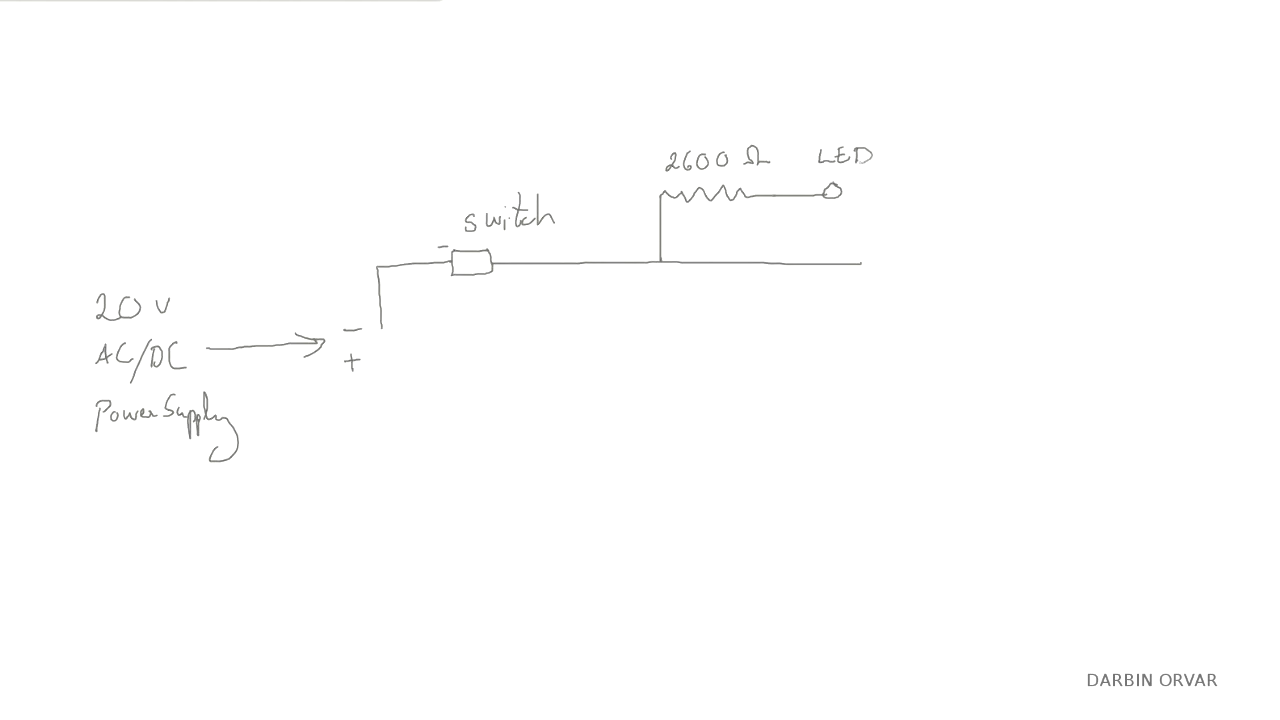 2600 Ω LED
switch
-
20 v
AC/DC
-
+
Power Supply
DARBIN ORVAR